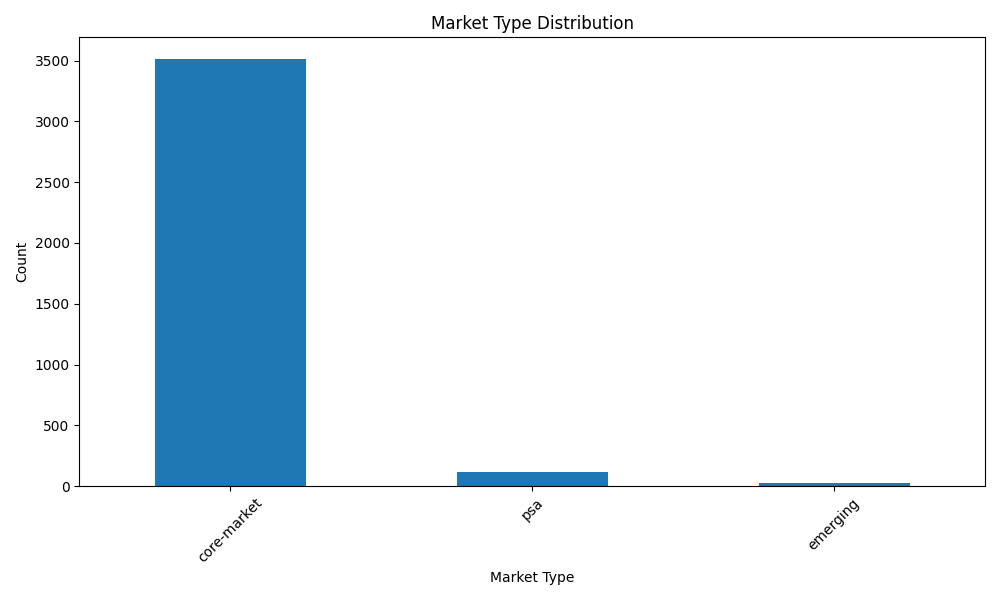 Market Type Distribution
Count
3500
3000
2500
2000
1500
1000
500
0
core-market
psa
emerging
Market Type